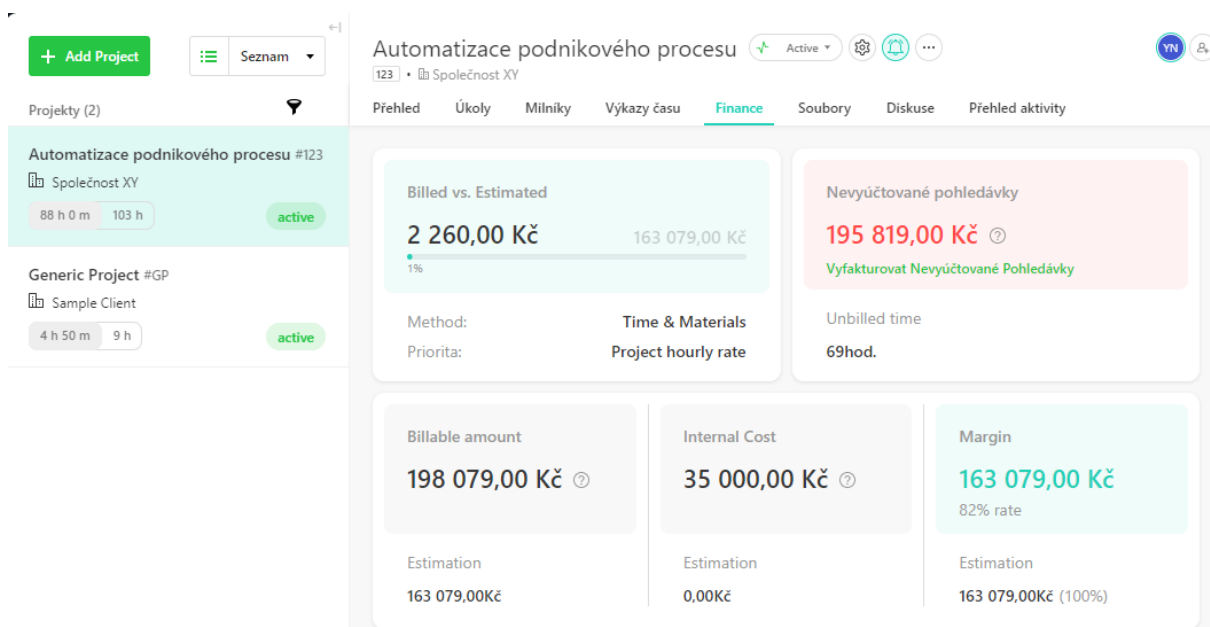 + Add Project
Seznam
Projekty (2)
Automatizace podnikového procesu #123
Společnost XY
88 h 0 m 103 h
active
Generic Project #GP
Sample Client
4 h 50 m 9 h
active
Automatizace podnikového procesu
Active
YN
123 • Společnost XY
Přehled Úkoly Milníky Výkazy času Finance Soubory Diskuse Přehled aktivity
Billed vs. Estimated
2 260,00 Kč 163 079,00 Kč
1%
Method: Time & Materials
Priorita: Project hourly rate
Nevyúčtované pohledávky
195 819,00 Kč ?
Vyfakturovat Nevyúčtované Pohledávky
Unbilled time
69hod.
Billable amount
198 079,00 Kč ?
Estimation
163 079,00Kč
Internal Cost
35 000,00 Kč ?
Estimation
0,00Kč
Margin
163 079,00 Kč
82% rate
Estimation
163 079,00Kč (100%)